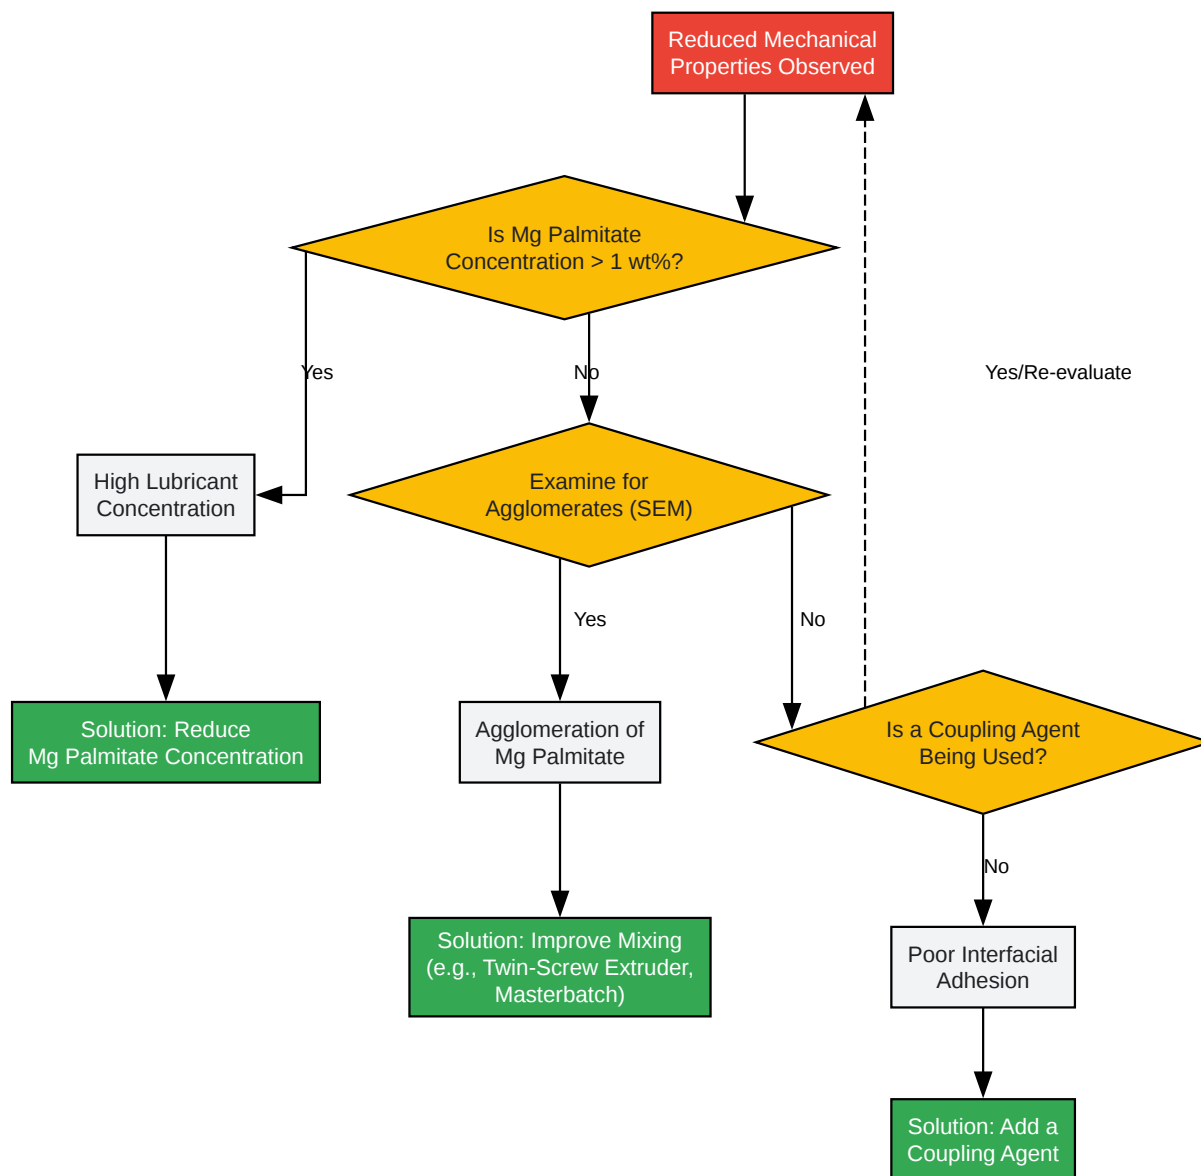 Reduced Mechanical
Properties Observed
Is Mg Palmitate
Concentration > 1 wt%?
Yes
No
Yes/Re-evaluate
High Lubricant
Concentration
Examine for
Agglomerates (SEM)
Yes
No
Solution: Reduce
Mg Palmitate Concentration
Agglomeration of
Mg Palmitate
Is a Coupling Agent
Being Used?
No
Solution: Improve Mixing
(e.g., Twin-Screw Extruder,
Masterbatch)
Poor Interfacial
Adhesion
Solution: Add a
Coupling Agent